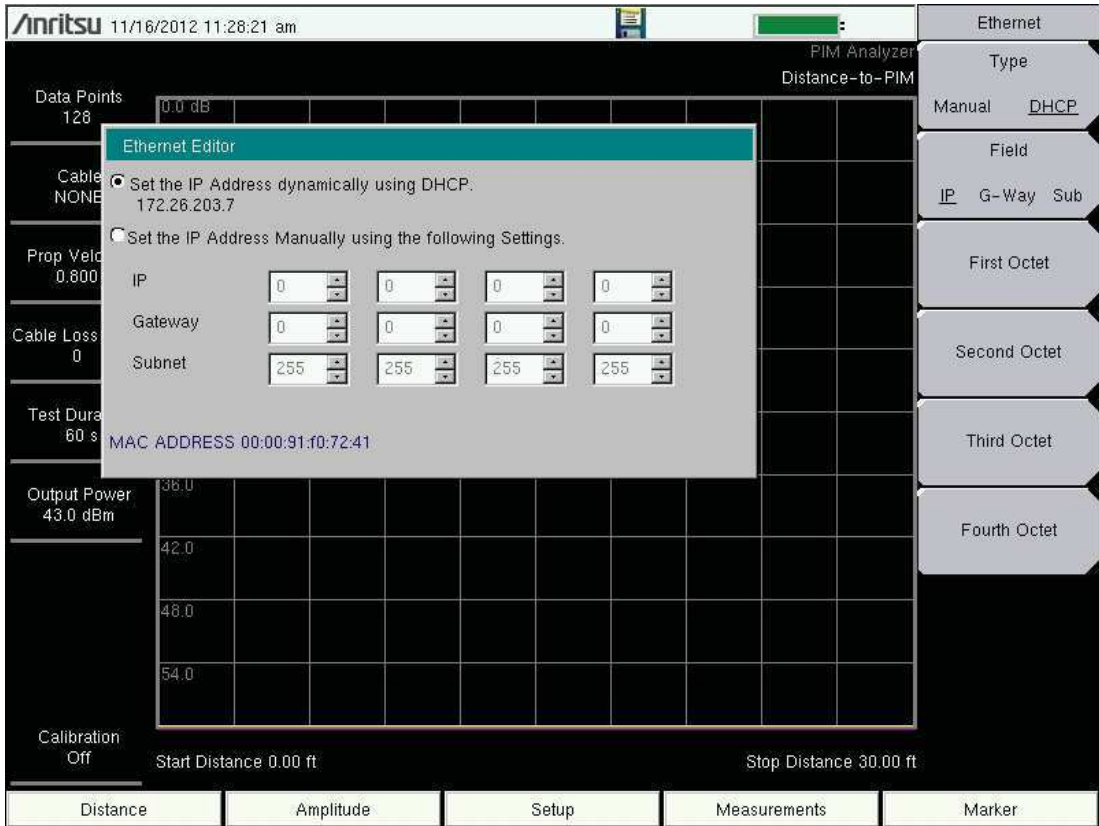 Anritsu 11/16/2012 11:28:21 am
PIM Analyzer
Distance-to-PIM
Data Points
128
Cable
NONE
Prop Velo
0.800
Cable Loss
0
Test Dura
60 s
Output Power
43.0 dBm
Calibration
Off
0.0 dB
36.0
42.0
48.0
54.0
Start Distance 0.00 ft
Stop Distance 30.00 ft
Ethernet Editor
Set the IP Address dynamically using DHCP.
172.26.203.7
Set the IP Address Manually using the following Settings.
IP 0 0 0 0
Gateway 0 0 0 0
Subnet 255 255 255 255
MAC ADDRESS 00:00:91:f0:72:41
Ethernet
Type
Manual DHCP
Field
IP G-Way Sub
First Octet
Second Octet
Third Octet
Fourth Octet
Distance Amplitude Setup Measurements Marker